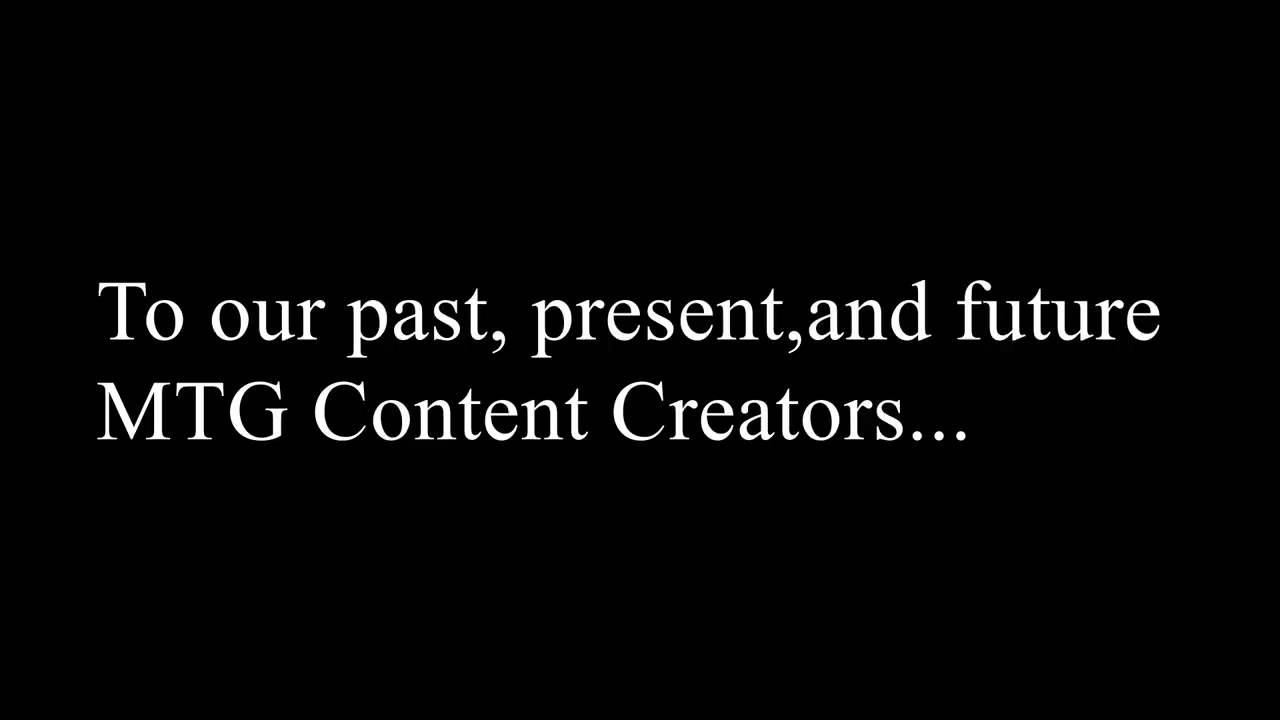 To our past, present,and future
MTG Content Creators...